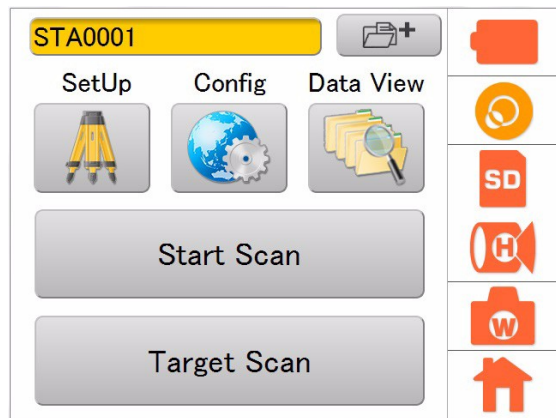 STA0001
SetUp
Config
Data View
SD
Start Scan
H
W
Target Scan